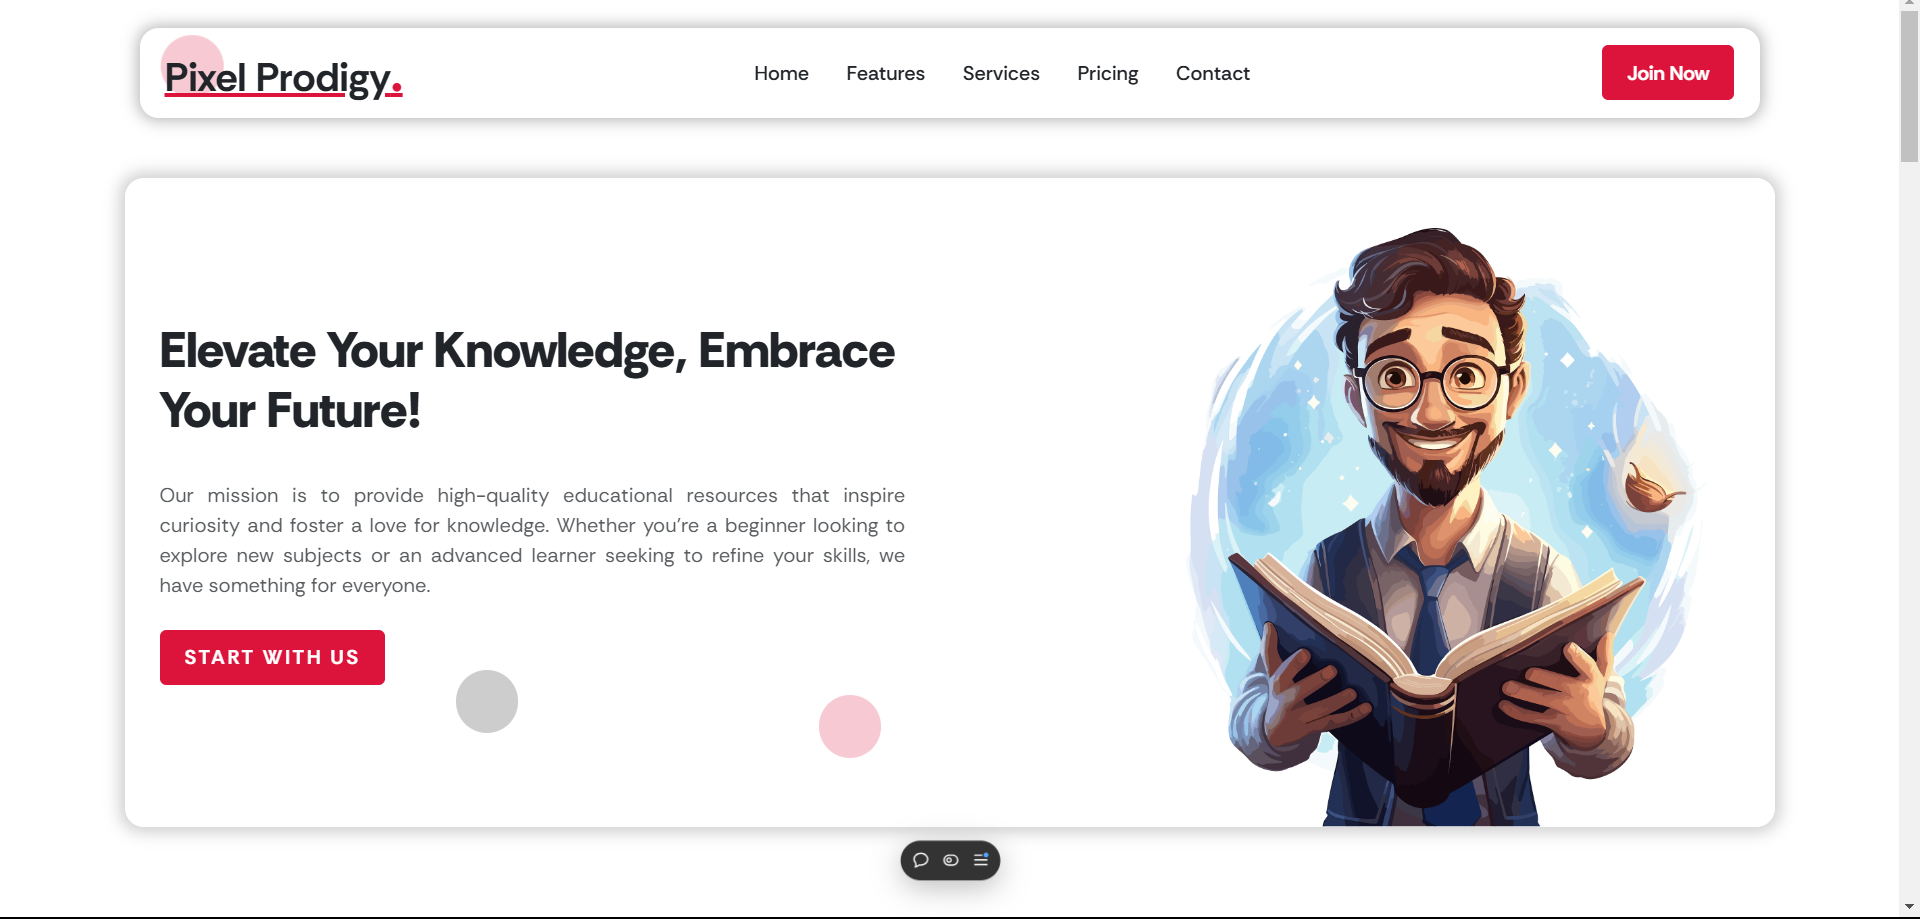 Pixel Prodigy.
Home
Features
Services
Pricing
Contact
Join Now
Elevate Your Knowledge, Embrace
Your Future!
Our mission is to provide high-quality educational resources that inspire
curiosity and foster a love for knowledge. Whether you're a beginner looking to
explore new subjects or an advanced learner seeking to refine your skills, we
have something for everyone.
START WITH US